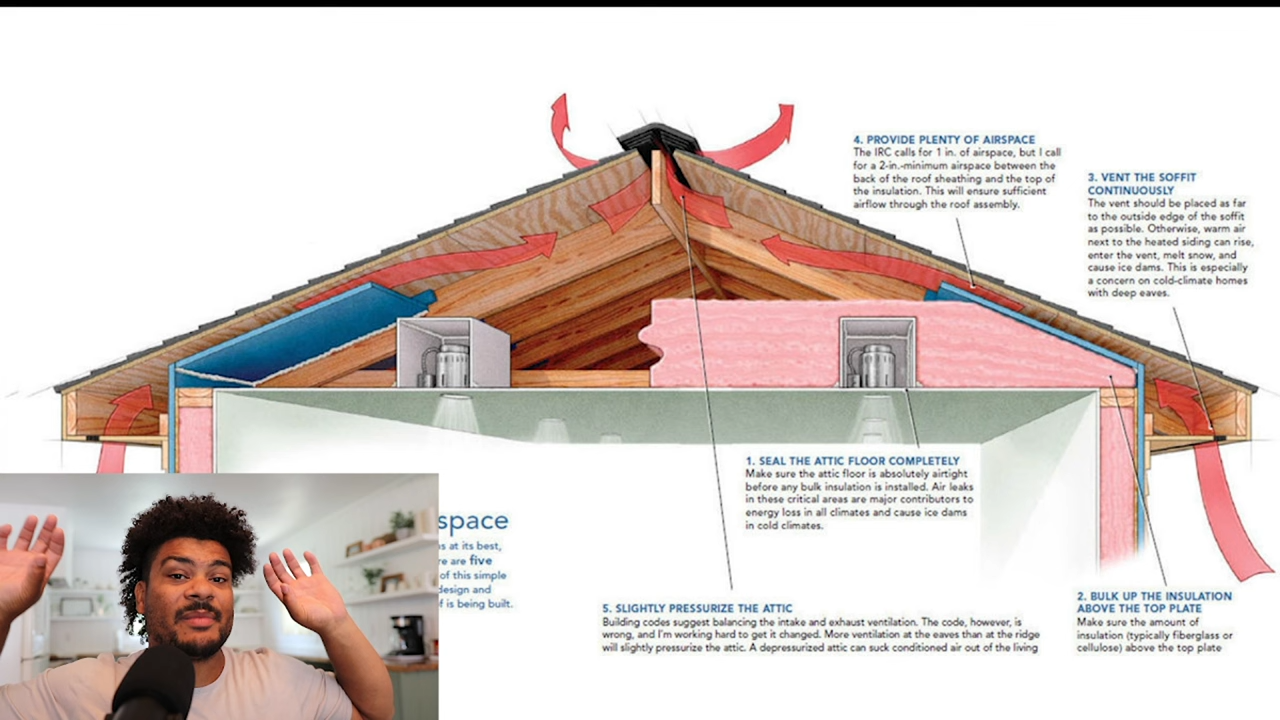 4. PROVIDE PLENTY OF AIRSPACE
The IRC calls for 1 in. of airspace, but I call
for a 2-in.-minimum airspace between the
back of the roof sheathing and the top of
the insulation. This will ensure sufficient
airflow through the roof assembly.
3. VENT THE SOFFIT
CONTINUOUSLY
The vent should be placed as far
to the outside edge of the soffit
as possible. Otherwise, warm air
next to the heated siding can rise,
enter the vent, melt snow, and
cause ice dams. This is especially
a concern on cold-climate homes
with deep eaves.
1. SEAL THE ATTIC FLOOR COMPLETELY
Make sure the attic floor is absolutely airtight
before any bulk insulation is installed. Air leaks
in these critical areas are major contributors to
energy loss in all climates and cause ice dams
in cold climates.
space
s at its best,
re are five
of this simple
design and
f is being built.
5. SLIGHTLY PRESSURIZE THE ATTIC
Building codes suggest balancing the intake and exhaust ventilation. The code, however, is
wrong, and I'm working hard to get it changed. More ventilation at the eaves than at the ridge
will slightly pressurize the attic. A depressurized attic can suck conditioned air out of the living
2. BULK UP THE INSULATION
ABOVE THE TOP PLATE
Make sure the amount of
insulation (typically fiberglass or
cellulose) above the top plate